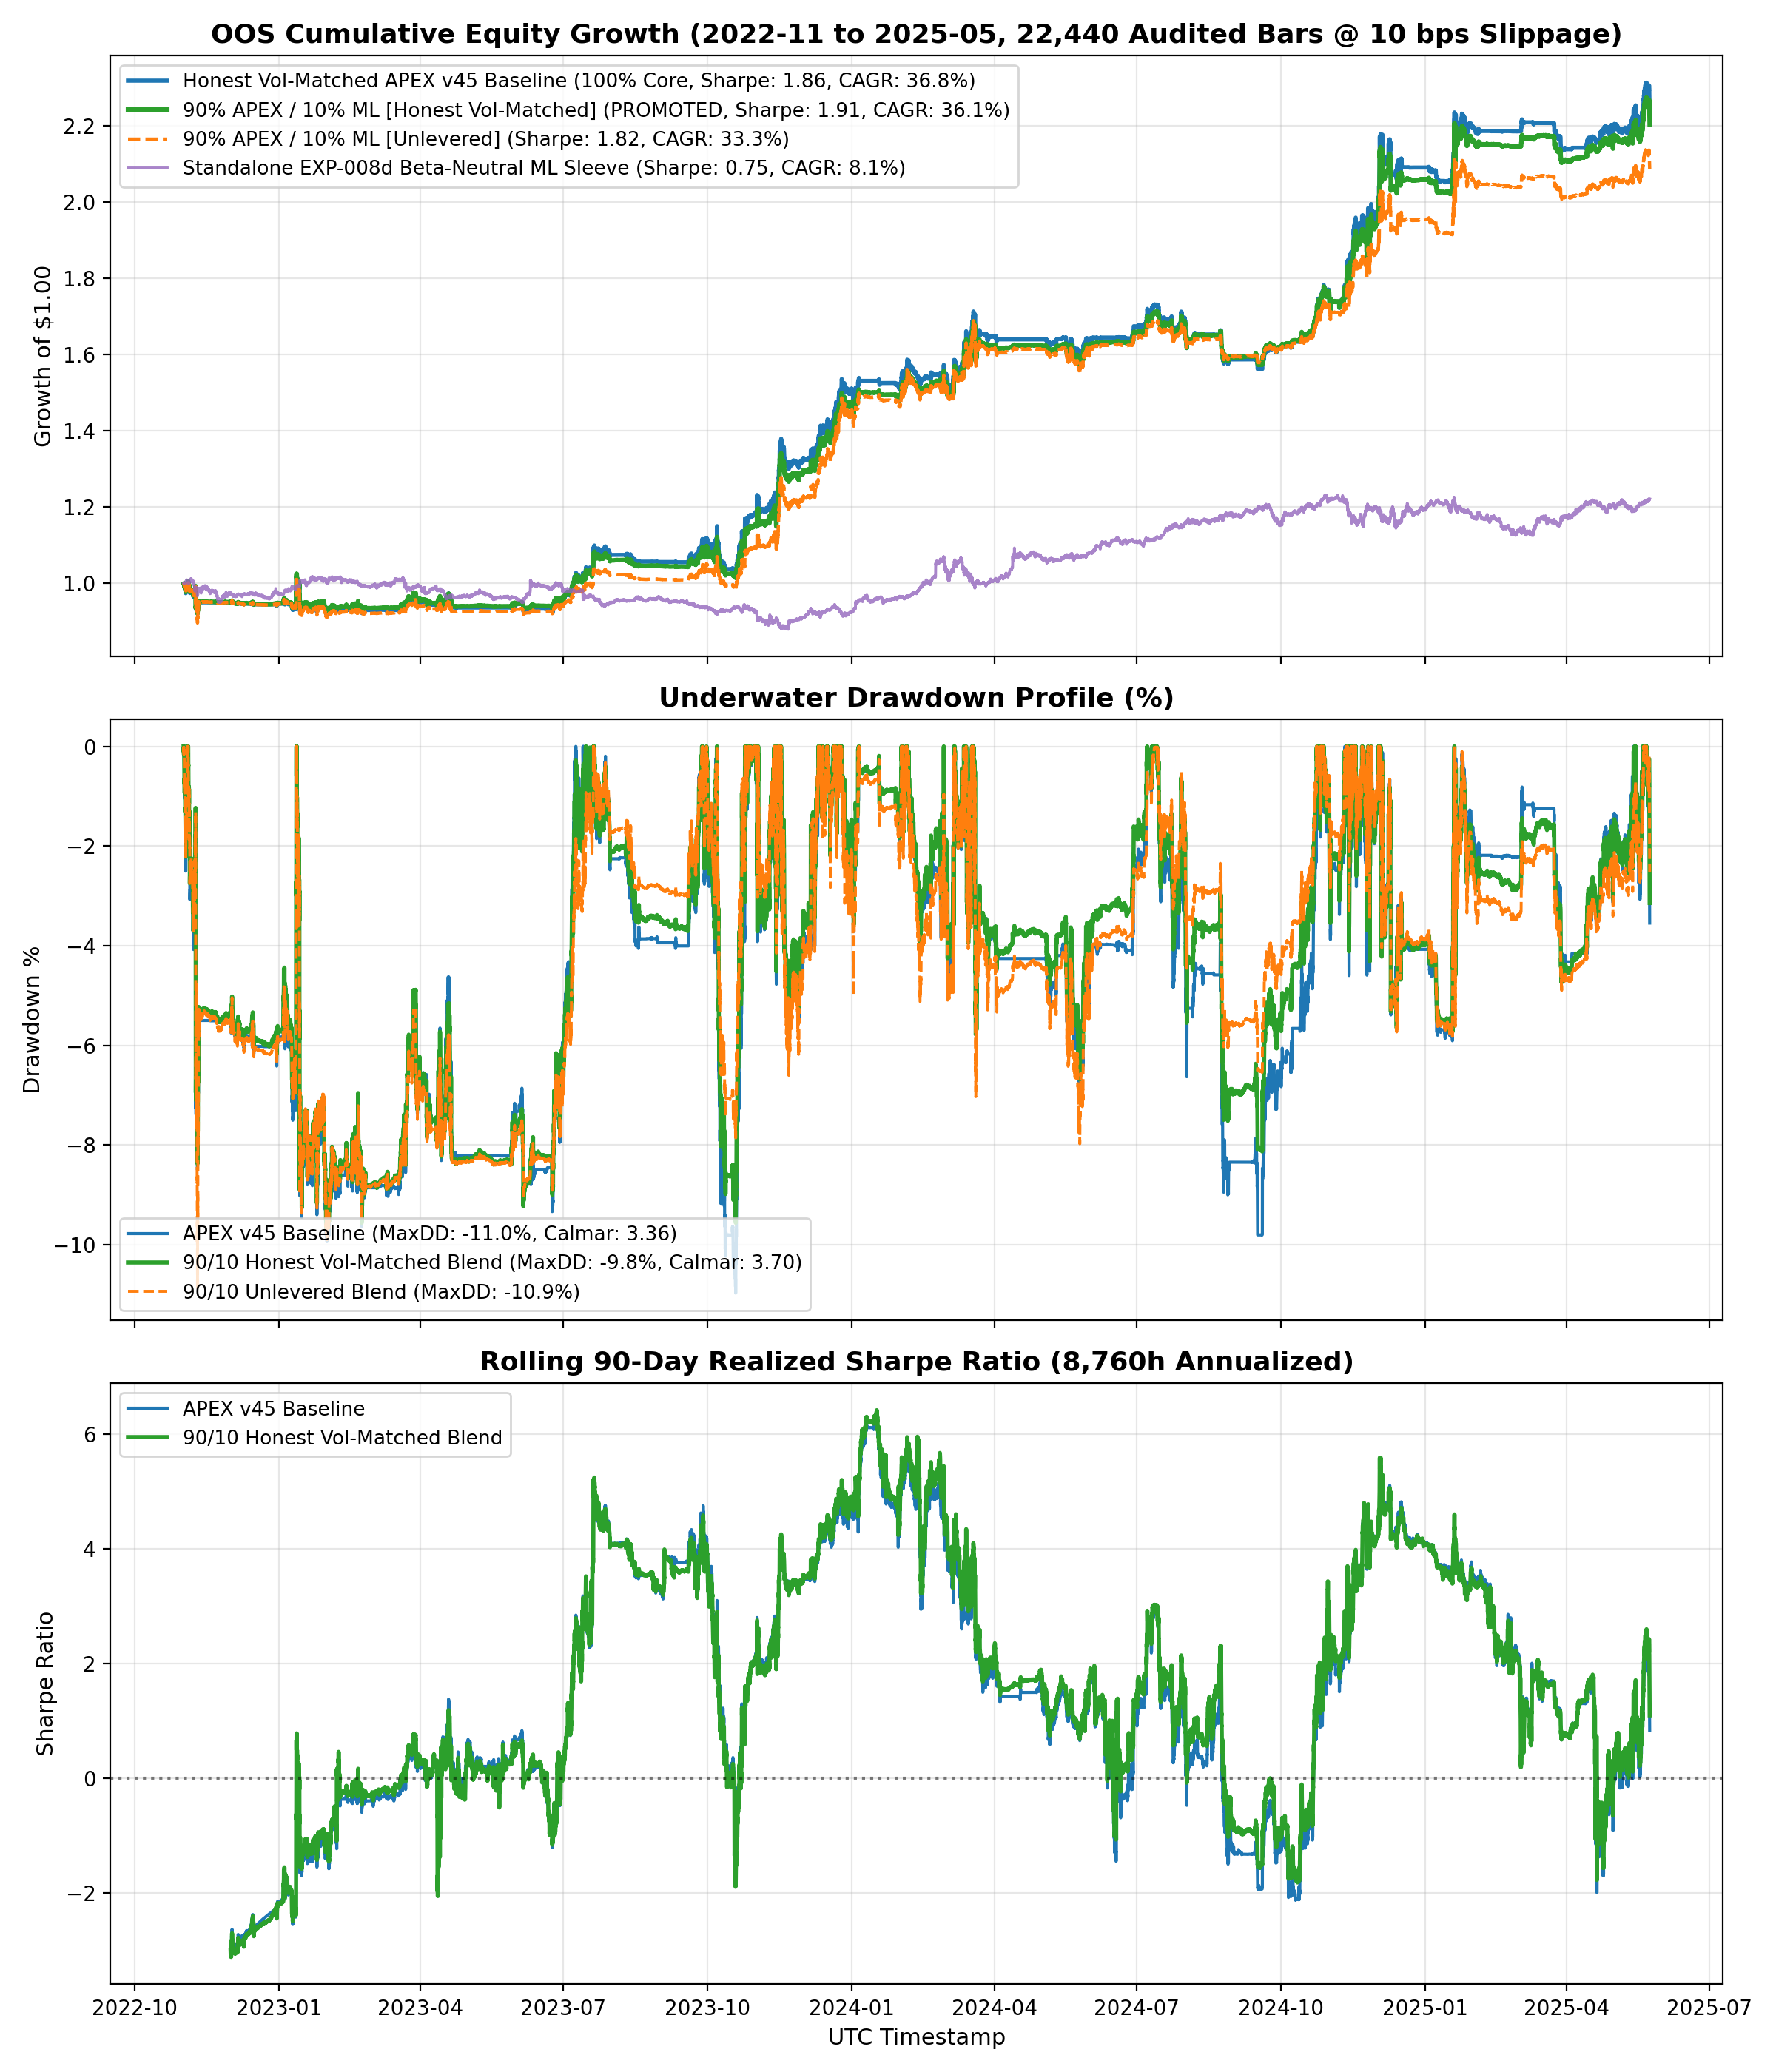 OOS Cumulative Equity Growth (2022-11 to 2025-05, 22,440 Audited Bars @ 10 bps Slippage)
Honest Vol-Matched APEX v45 Baseline (100% Core, Sharpe: 1.86, CAGR: 36.8%)
90% APEX / 10% ML [Honest Vol-Matched] (PROMOTED, Sharpe: 1.91, CAGR: 36.1%)
90% APEX / 10% ML [Unlevered] (Sharpe: 1.82, CAGR: 33.3%)
Standalone EXP-008d Beta-Neutral ML Sleeve (Sharpe: 0.75, CAGR: 8.1%)
Growth of $1.00
2.2
2.0
1.8
1.6
1.4
1.2
1.0
Underwater Drawdown Profile (%)
Drawdown %
0
−2
−4
−6
−8
−10
APEX v45 Baseline (MaxDD: -11.0%, Calmar: 3.36)
90/10 Honest Vol-Matched Blend (MaxDD: -9.8%, Calmar: 3.70)
90/10 Unlevered Blend (MaxDD: -10.9%)
Rolling 90-Day Realized Sharpe Ratio (8,760h Annualized)
APEX v45 Baseline
90/10 Honest Vol-Matched Blend
Sharpe Ratio
6
4
2
0
−2
2022-10 2023-01 2023-04 2023-07 2023-10 2024-01 2024-04 2024-07 2024-10 2025-01 2025-04 2025-07
UTC Timestamp